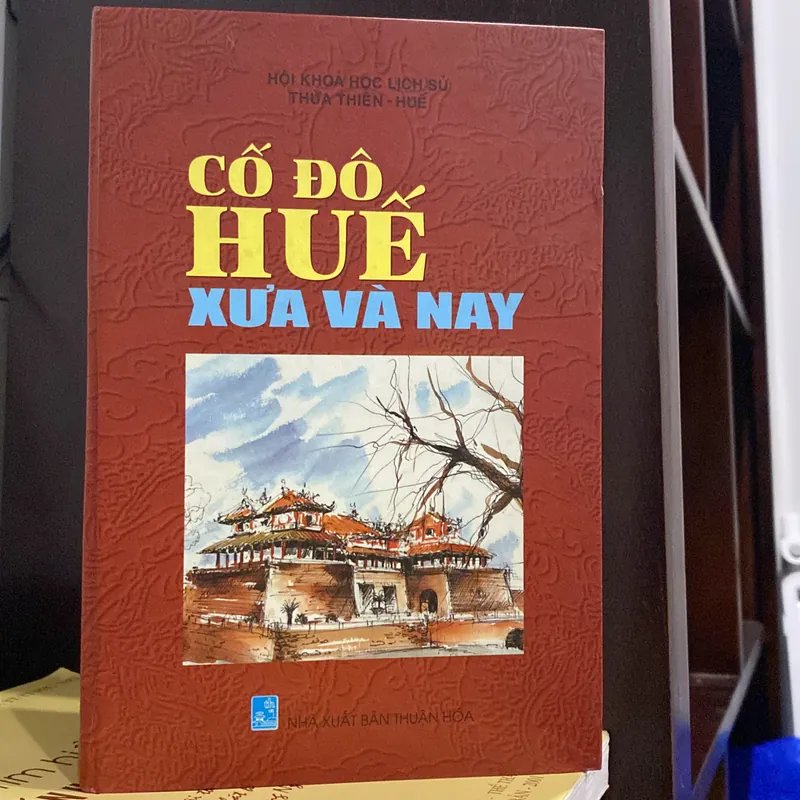 HỘI KHOA HỌC LỊCH SỬ
THỪA THIÊN - HUẾ
CỐ ĐÔ
HUẾ
XƯA VÀ NAY
NHÀ XUẤT BẢN THUẬN HÓA